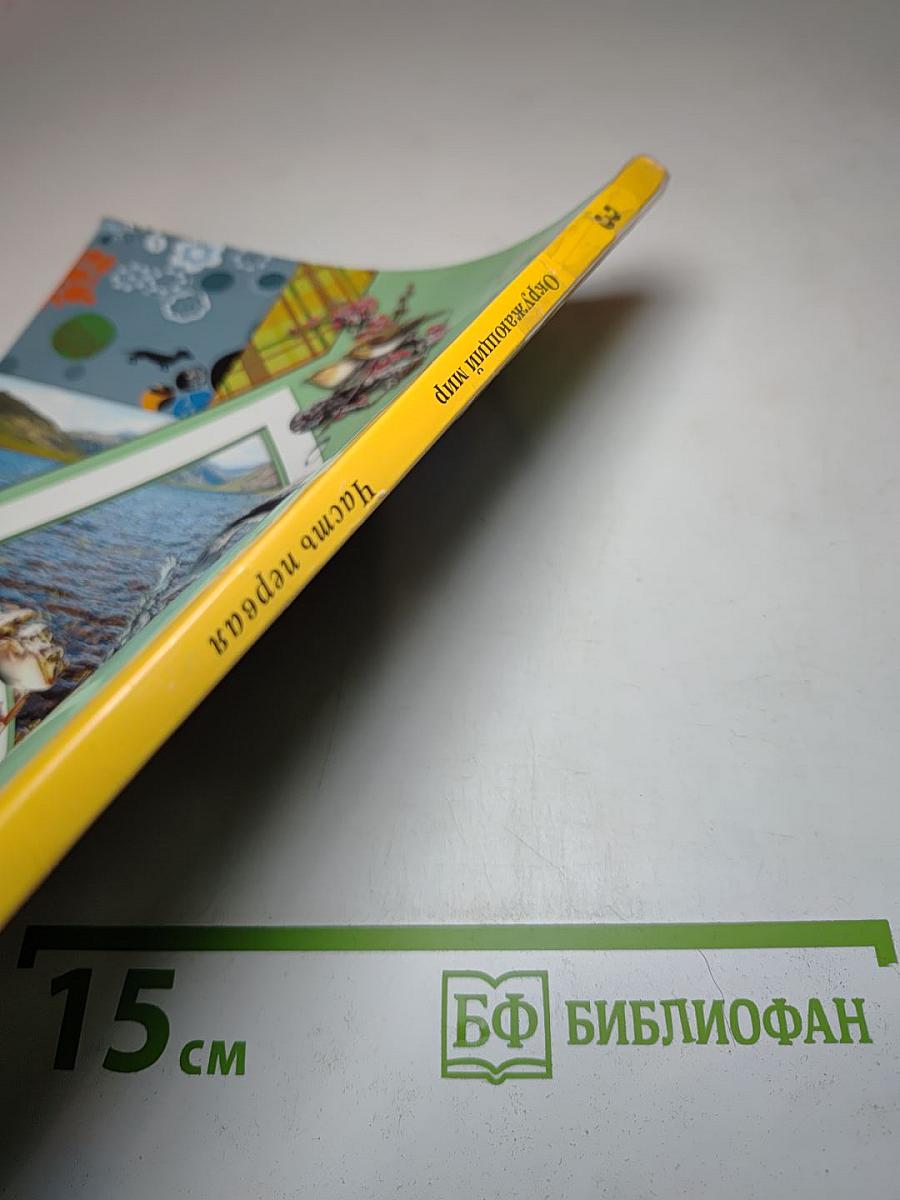 3
Окружающий мир
Часть первая
15 см
БФ БИБЛИОФАН